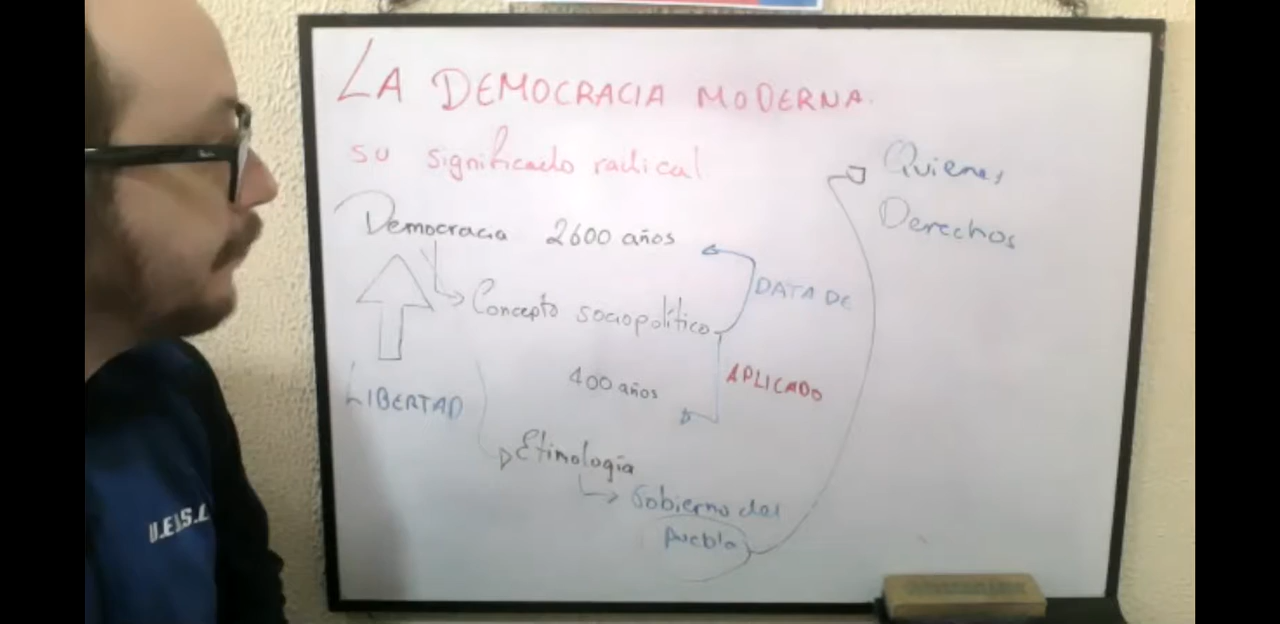 LA DEMOCRACIA MODERNA.
su significado radical.
Democracia 2600 años
Concepto sociopolítico
DATA DE
LIBERTAD
400 años
APLICADO
Etimología
Gobierno del
Pueblo
Quienes
Derechos